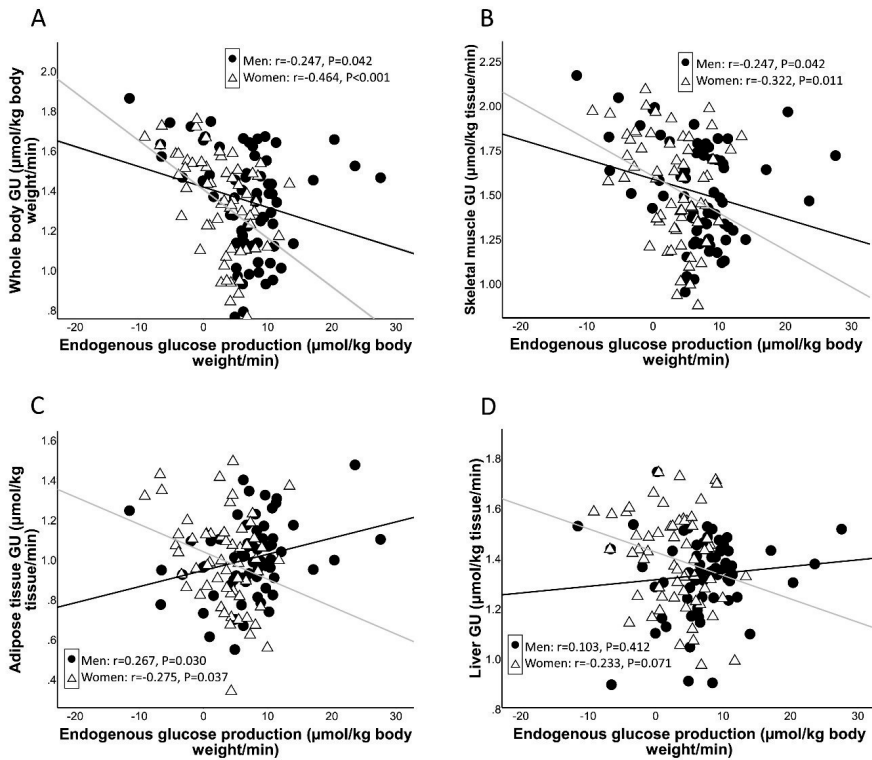 A
Men: r=-0.247, P=0.042
Women: r=-0.464, P<0.001
Whole body GU (µmol/kg body
weight/min)
2.0
1.8
1.6
1.4
1.2
1.0
.8
-20 -10 0 10 20 30
Endogenous glucose production (µmol/kg body
weight/min)
B
Men: r=-0.247, P=0.042
Women: r=-0.322, P=0.011
Skeletal muscle GU (µmol/kg tissue/min)
2.25
2.00
1.75
1.50
1.25
1.00
-20 -10 0 10 20 30
Endogenous glucose production (µmol/kg body
weight/min)
C
Men: r=0.267, P=0.030
Women: r=-0.275, P=0.037
Adipose tissue GU (µmol/kg
tissue/min)
1.6
1.4
1.2
1.0
.8
.6
.4
-20 -10 0 10 20 30
Endogenous glucose production (µmol/kg body
weight/min)
D
Men: r=0.103, P=0.412
Women: r=-0.233, P=0.071
Liver GU (µmol/kg tissue/min)
1.8
1.6
1.4
1.2
1.0
.8
-20 -10 0 10 20 30
Endogenous glucose production (µmol/kg body
weight/min)